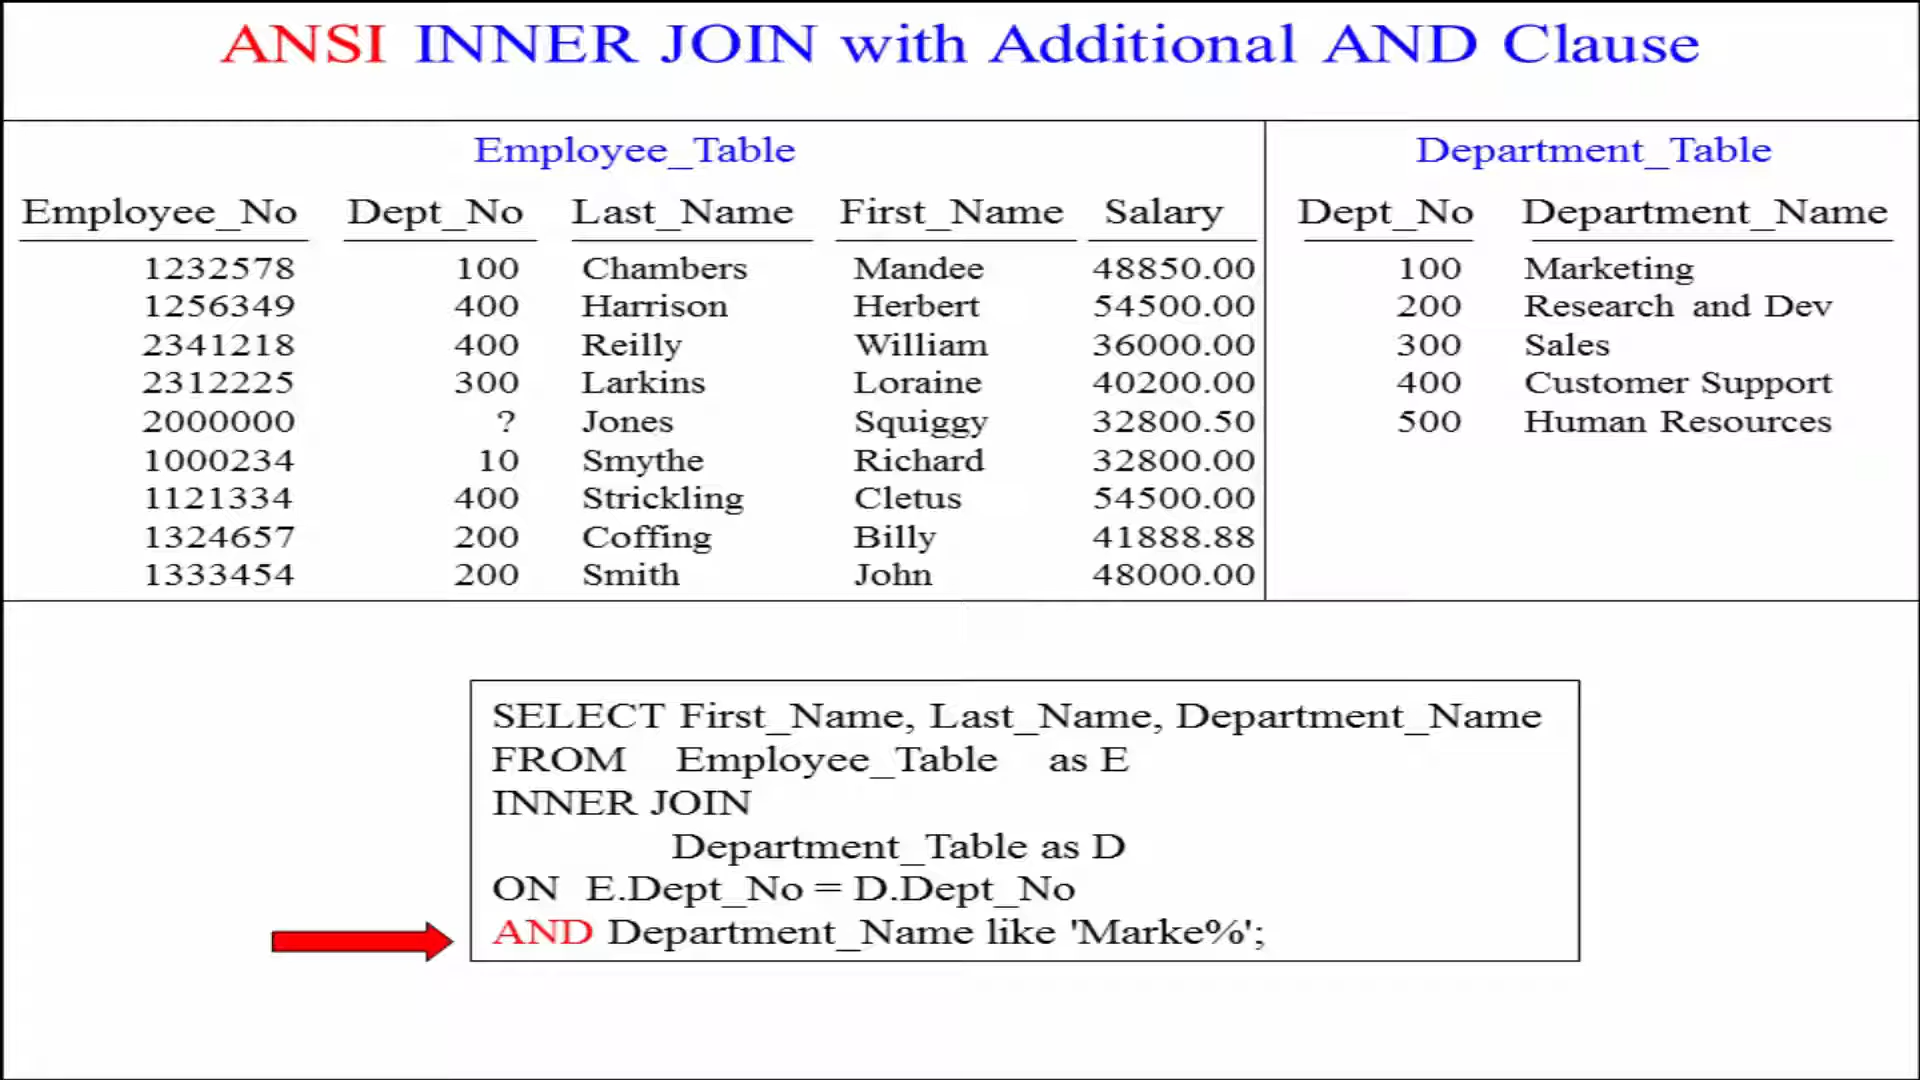 ANSI INNER JOIN with Additional AND Clause
Employee_Table Department_Table
Employee_No Dept_No Last_Name First_Name Salary Dept_No Department_Name
1232578 100 Chambers Mandee 48850.00 100 Marketing
1256349 400 Harrison Herbert 54500.00 200 Research and Dev
2341218 400 Reilly William 36000.00 300 Sales
2312225 300 Larkins Loraine 40200.00 400 Customer Support
2000000 ? Jones Squiggy 32800.50 500 Human Resources
1000234 10 Smythe Richard 32800.00
1121334 400 Strickling Cletus 54500.00
1324657 200 Coffing Billy 41888.88
1333454 200 Smith John 48000.00
SELECT First_Name, Last_Name, Department_Name
FROM Employee_Table as E
INNER JOIN
Department_Table as D
ON E.Dept_No = D.Dept_No
AND Department_Name like 'Marke%';